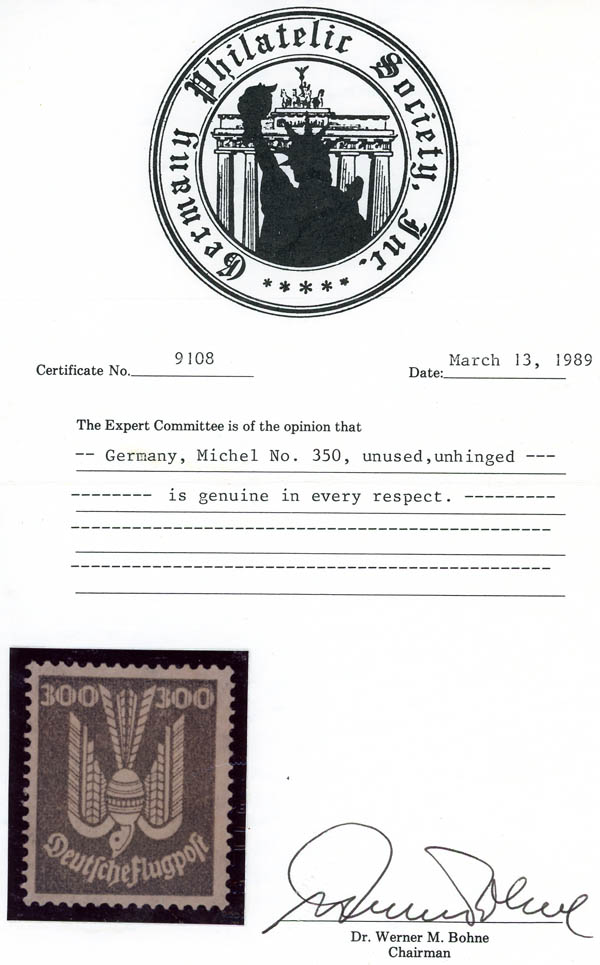 Germany Philatelic Society, Inc.
*****
Certificate No. 9108
Date: March 13, 1989
The Expert Committee is of the opinion that
-- Germany, Michel No. 350, unused,unhinged ---
-------- is genuine in every respect. ---------
-----------------------------------------------
-----------------------------------------------
300 300
Deutsche Flugpost
Dr. Werner M. Bohne
Chairman